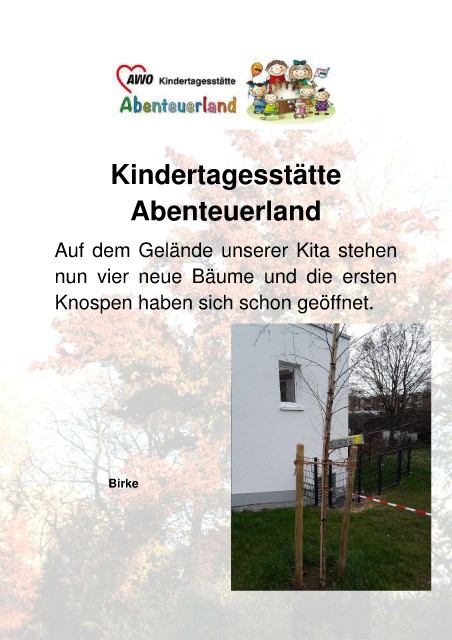 AWO Kindertagesstätte
Abenteuerland
Kindertagesstätte
Abenteuerland
Auf dem Gelände unserer Kita stehen
nun vier neue Bäume und die ersten
Knospen haben sich schon geöffnet.
Birke